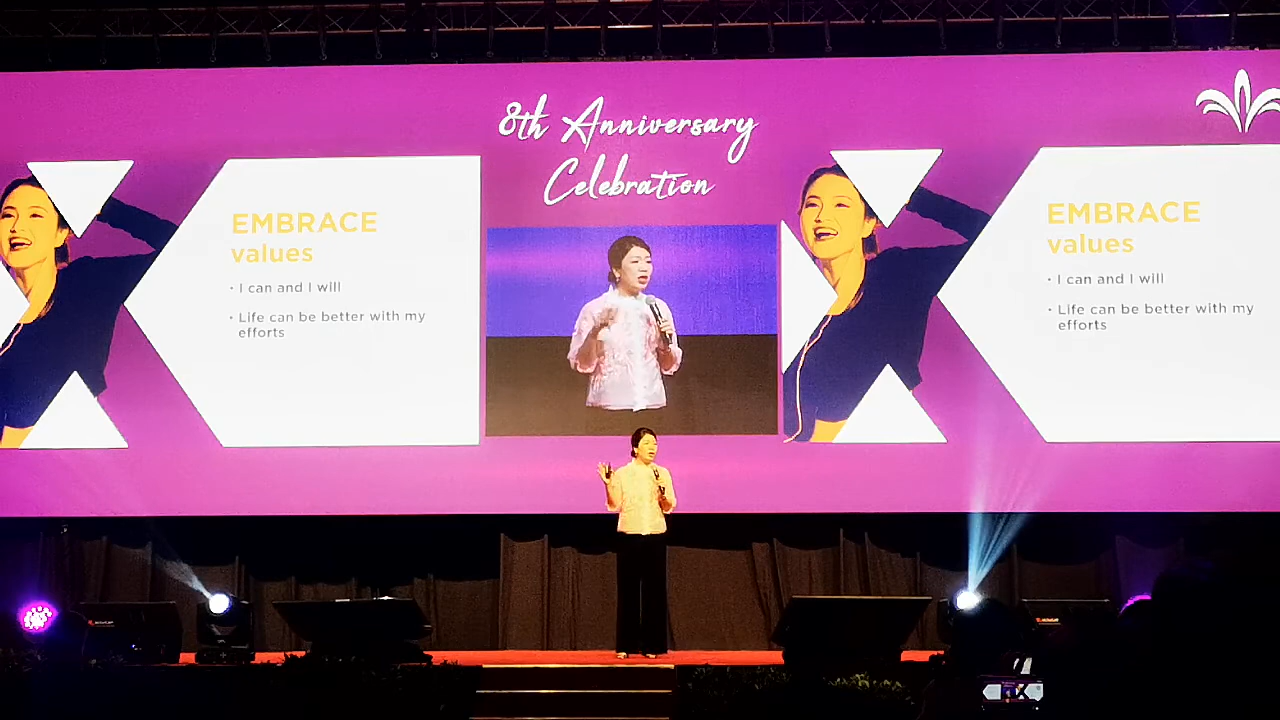 8th Anniversary
Celebration
EMBRACE
values
• I can and I will
• Life can be better with my
efforts
EMBRACE
values
• I can and I will
• Life can be better with my
efforts